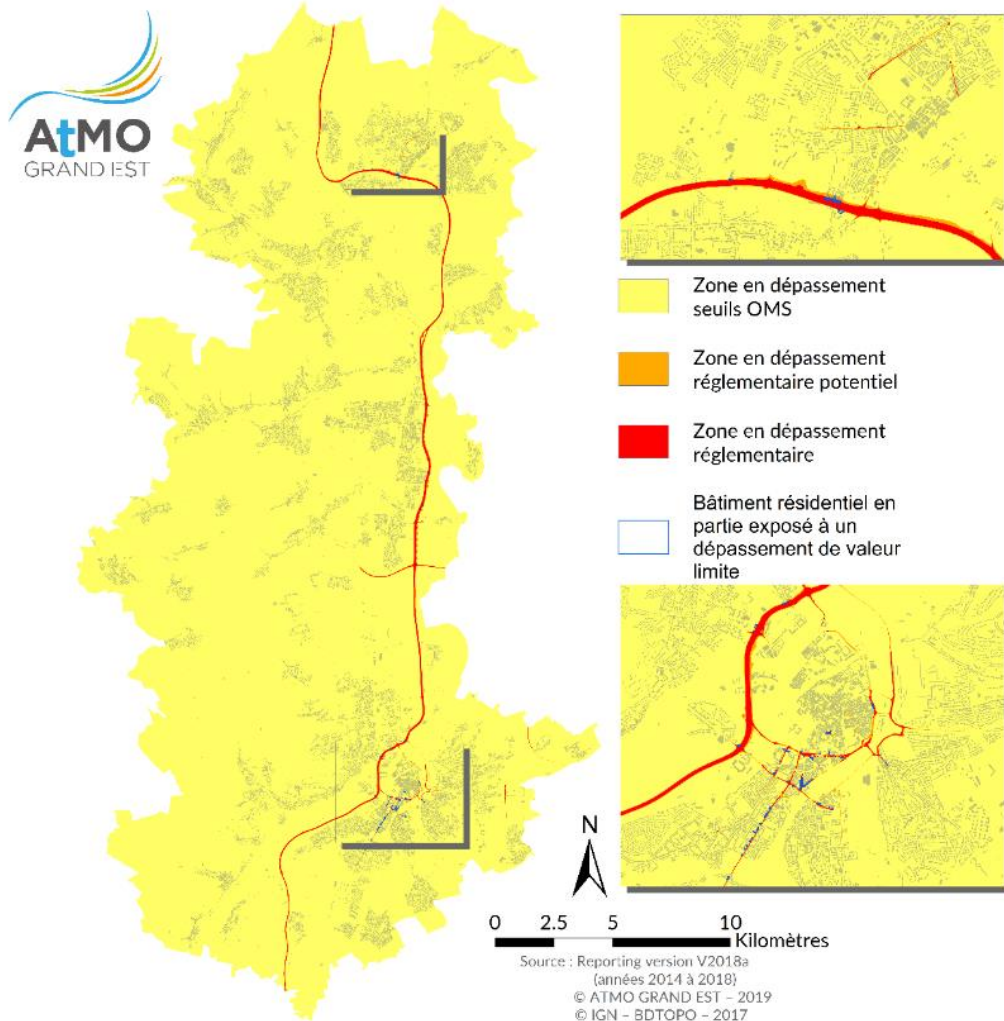 AtMO
GRAND EST
Zone en dépassement
seuils OMS
Zone en dépassement
réglementaire potentiel
Zone en dépassement
réglementaire
Bâtiment résidentiel en
partie exposé à un
dépassement de valeur
limite
N
0 2.5 5 10
Kilomètres
Source : Reporting version V2018a
(années 2014 à 2018)
© ATMO GRAND EST – 2019
© IGN – BDTOPO – 2017